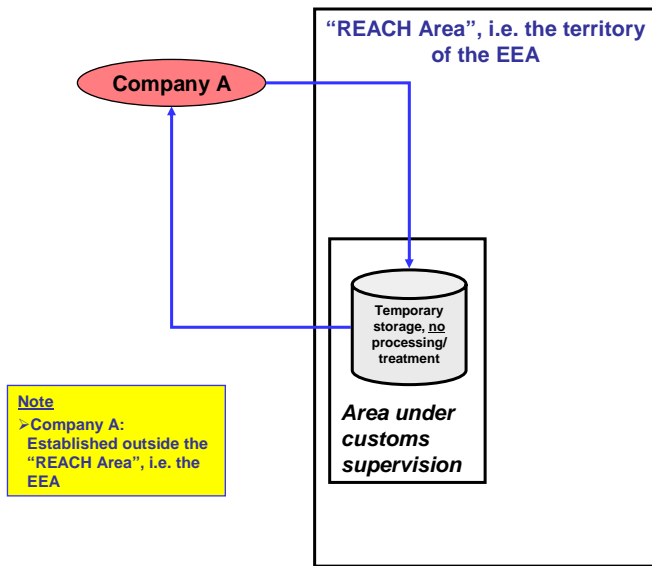 “REACH Area”, i.e. the territory
of the EEA
Company A
Temporary
storage, no
processing/
treatment
Area under
customs
supervision
Note
➢Company A:
Established outside the
“REACH Area”, i.e. the
EEA